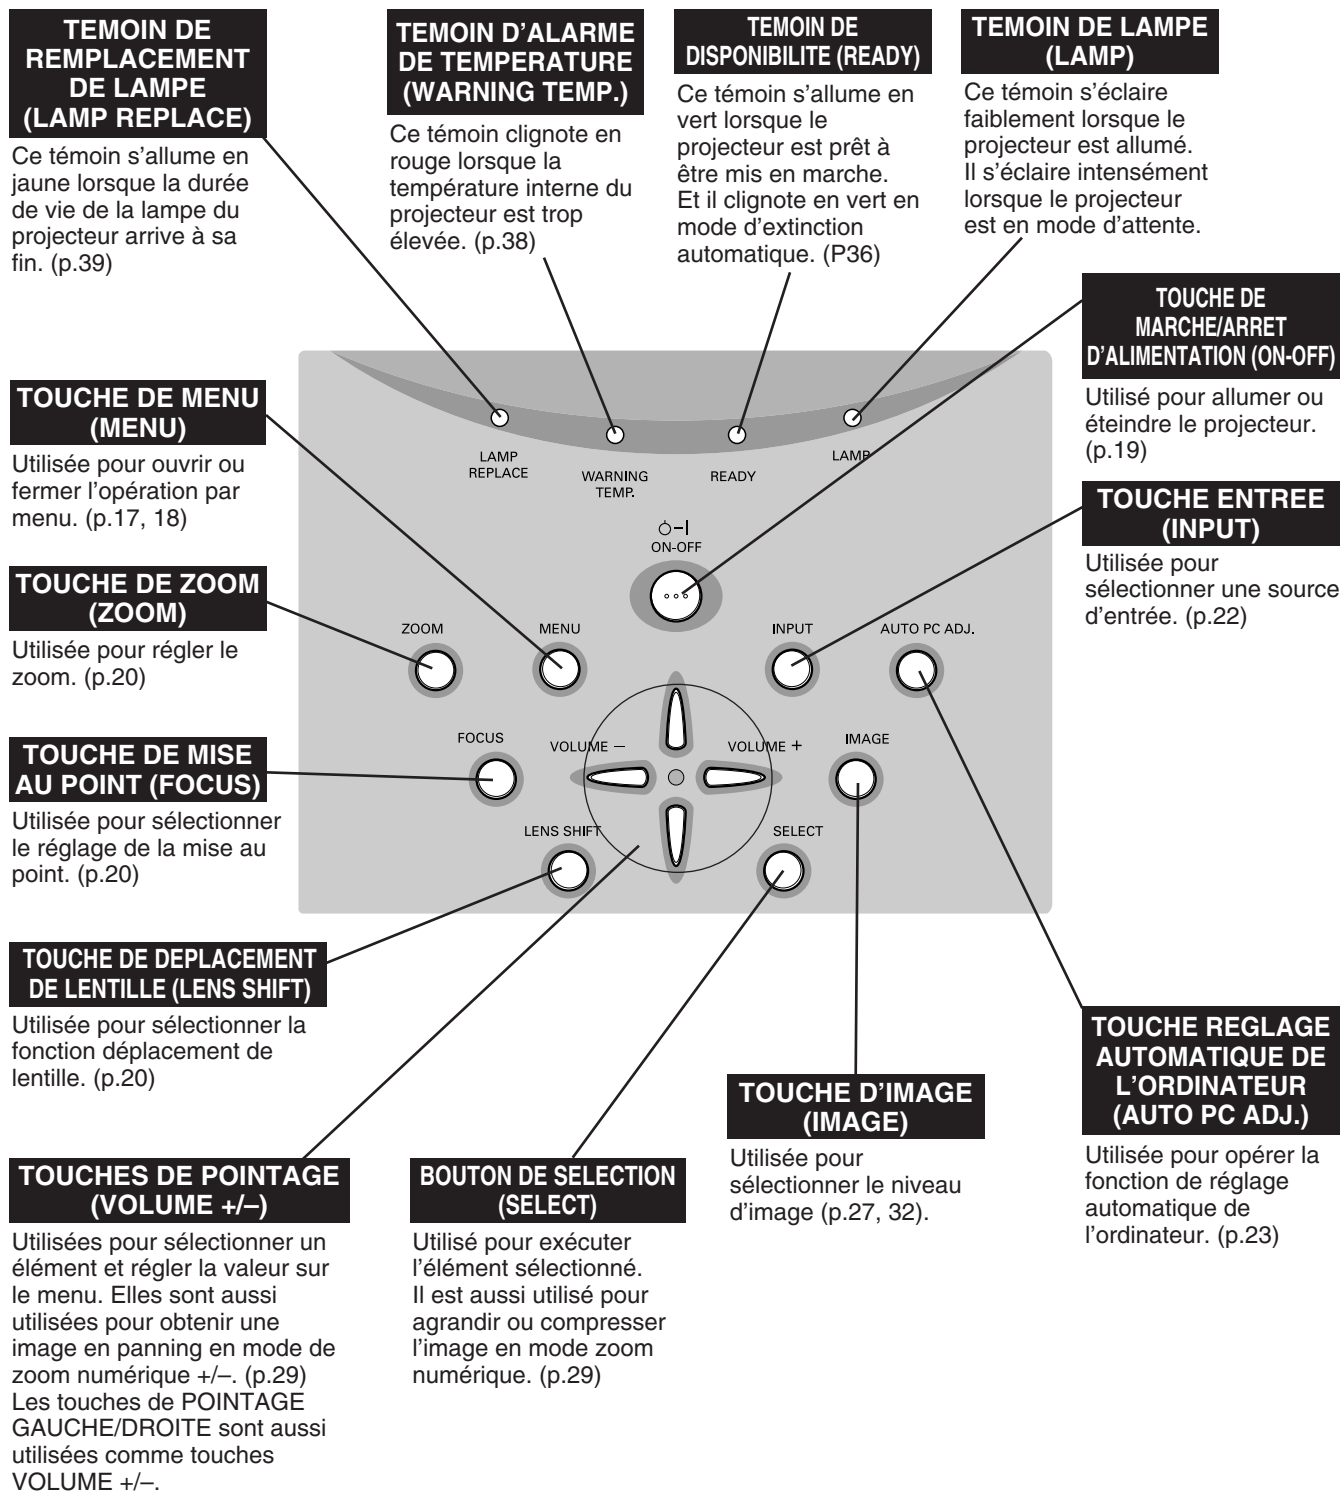 TEMOIN DE
REMPLACEMENT
DE LAMPE
(LAMP REPLACE)
Ce témoin s’allume en
jaune lorsque la durée
de vie de la lampe du
projecteur arrive à sa
fin. (p.39)
TEMOIN D’ALARME
DE TEMPERATURE
(WARNING TEMP.)
Ce témoin clignote en
rouge lorsque la
température interne du
projecteur est trop
élevée. (p.38)
TEMOIN DE
DISPONIBILITE (READY)
Ce témoin s’allume en
vert lorsque le
projecteur est prêt à
être mis en marche.
Et il clignote en vert en
mode d’extinction
automatique. (P36)
TEMOIN DE LAMPE
(LAMP)
Ce témoin s’éclaire
faiblement lorsque le
projecteur est allumé.
Il s’éclaire intensément
lorsque le projecteur
est en mode d’attente.
TOUCHE DE
MARCHE/ARRET
D’ALIMENTATION (ON-OFF)
Utilisé pour allumer ou
éteindre le projecteur.
(p.19)
TOUCHE DE MENU
(MENU)
Utilisée pour ouvrir ou
fermer l’opération par
menu. (p.17, 18)
LAMP
REPLACE
WARNING
TEMP.
READY
LAMP
ON-OFF
TOUCHE ENTREE
(INPUT)
Utilisée pour
sélectionner une source
d’entrée. (p.22)
TOUCHE DE ZOOM
(ZOOM)
Utilisée pour régler le
zoom. (p.20)
ZOOM
MENU
INPUT
AUTO PC ADJ.
TOUCHE DE MISE
AU POINT (FOCUS)
Utilisée pour sélectionner
le réglage de la mise au
point. (p.20)
FOCUS
VOLUME –
VOLUME +
IMAGE
LENS SHIFT
SELECT
TOUCHE DE DEPLACEMENT
DE LENTILLE (LENS SHIFT)
Utilisée pour sélectionner la
fonction déplacement de
lentille. (p.20)
TOUCHE REGLAGE
AUTOMATIQUE DE
L’ORDINATEUR
(AUTO PC ADJ.)
Utilisée pour opérer la
fonction de réglage
automatique de
l’ordinateur. (p.23)
TOUCHE D’IMAGE
(IMAGE)
Utilisée pour
sélectionner le niveau
d’image (p.27, 32).
TOUCHES DE POINTAGE
(VOLUME +/–)
Utilisées pour sélectionner un
élément et régler la valeur sur
le menu. Elles sont aussi
utilisées pour obtenir une
image en panning en mode de
zoom numérique +/–. (p.29)
Les touches de POINTAGE
GAUCHE/DROITE sont aussi
utilisées comme touches
VOLUME +/–.
BOUTON DE SELECTION
(SELECT)
Utilisé pour exécuter
l’élément sélectionné.
Il est aussi utilisé pour
agrandir ou compresser
l’image en mode zoom
numérique. (p.29)